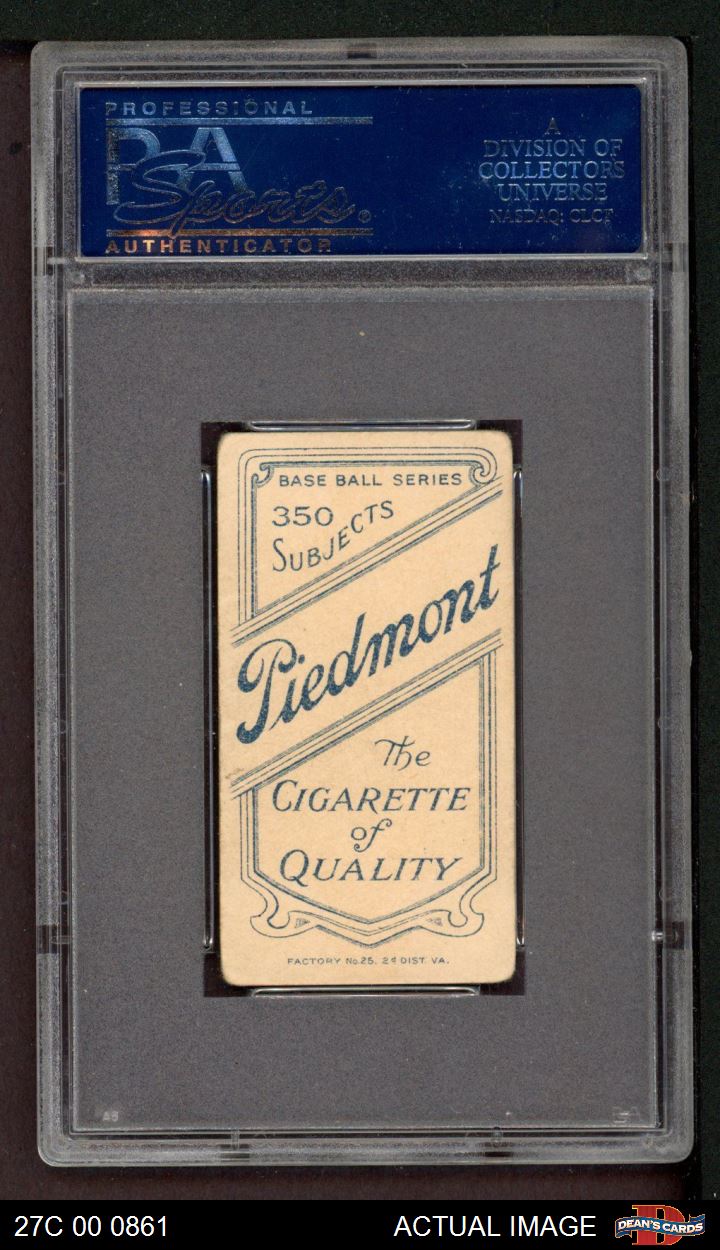 PROFESSIONAL
PSA
Sports®
AUTHENTICATOR
A
DIVISION OF
COLLECTORS
UNIVERSE
NASDAQ: CLCT
BASE BALL SERIES
350
SUBJECTS
Piedmont
The
CIGARETTE
of
QUALITY
FACTORY No.25, 2d DIST. VA.
27C 00 0861
ACTUAL IMAGE
DEAN'S CARDS